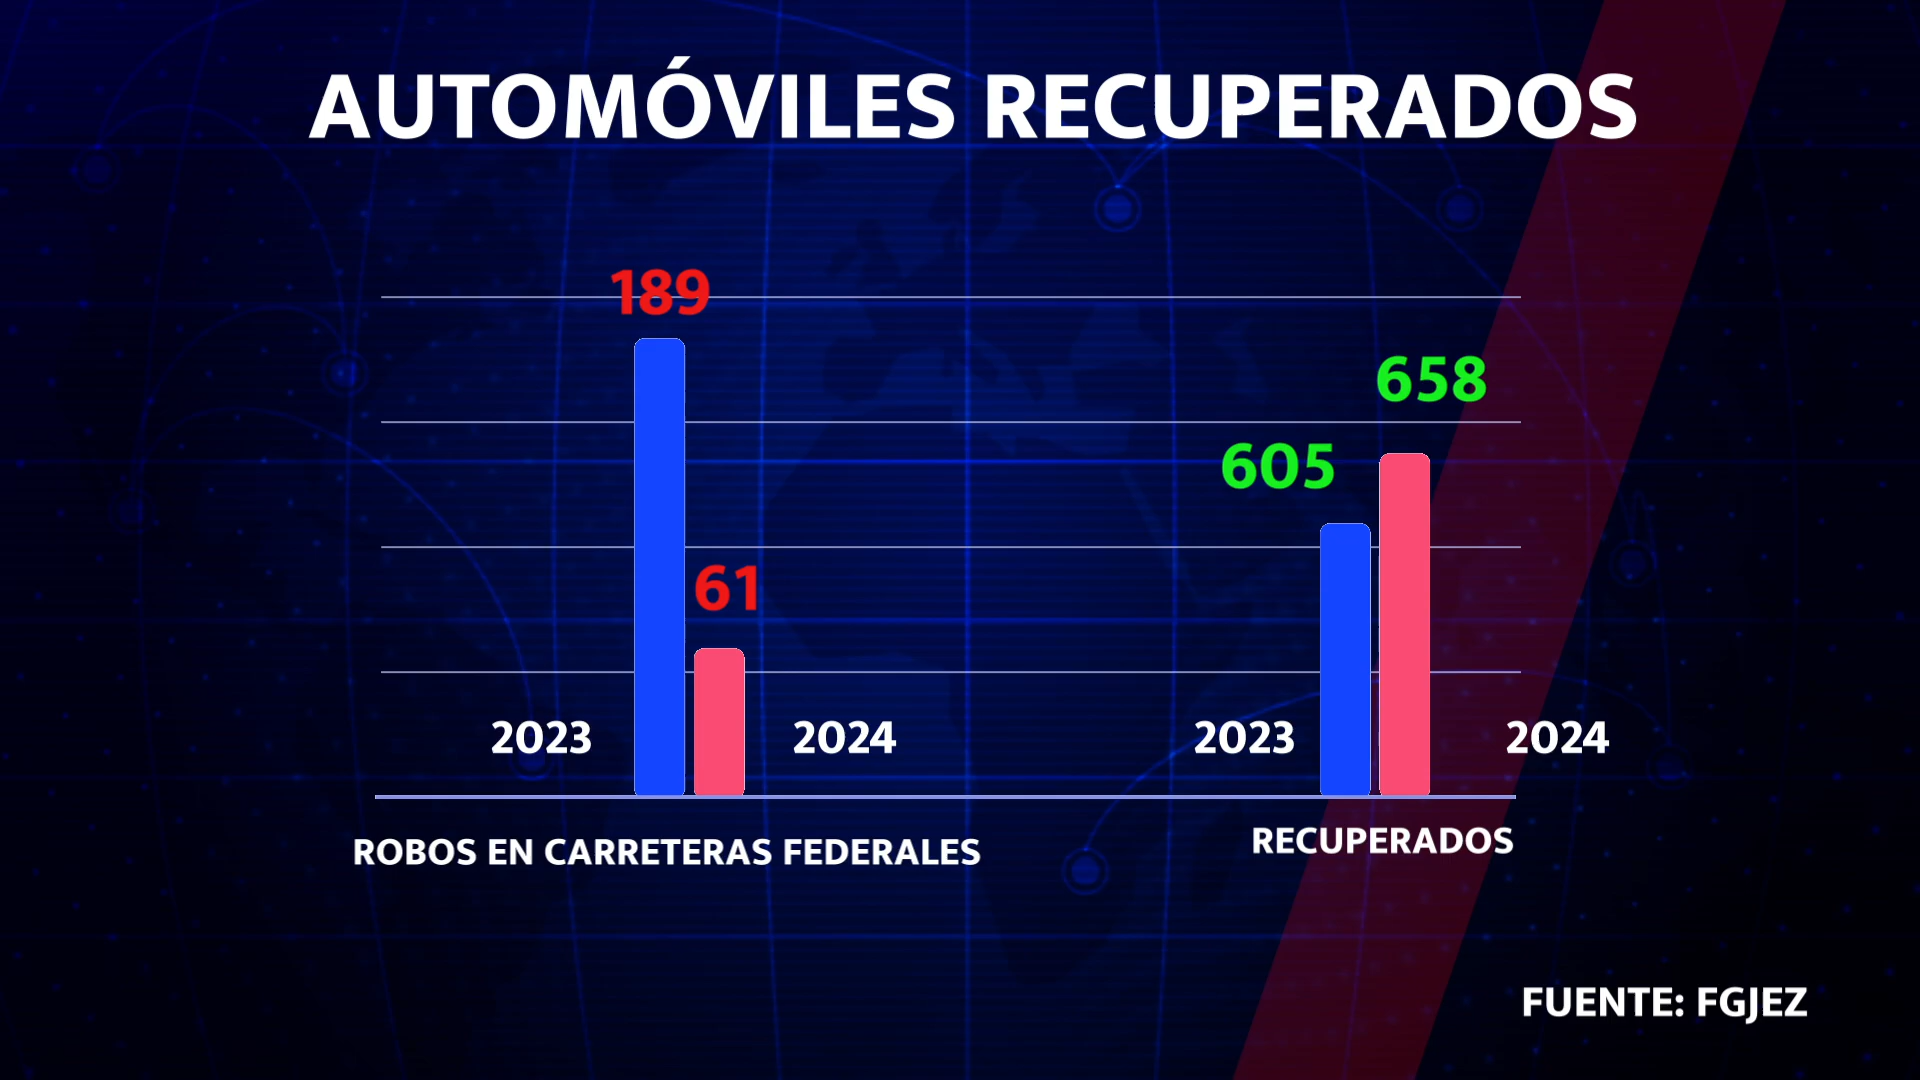 AUTOMÓVILES RECUPERADOS
189
658
605
61
2023
2024
2023
2024
ROBOS EN CARRETERAS FEDERALES
RECUPERADOS
FUENTE: FGJEZ